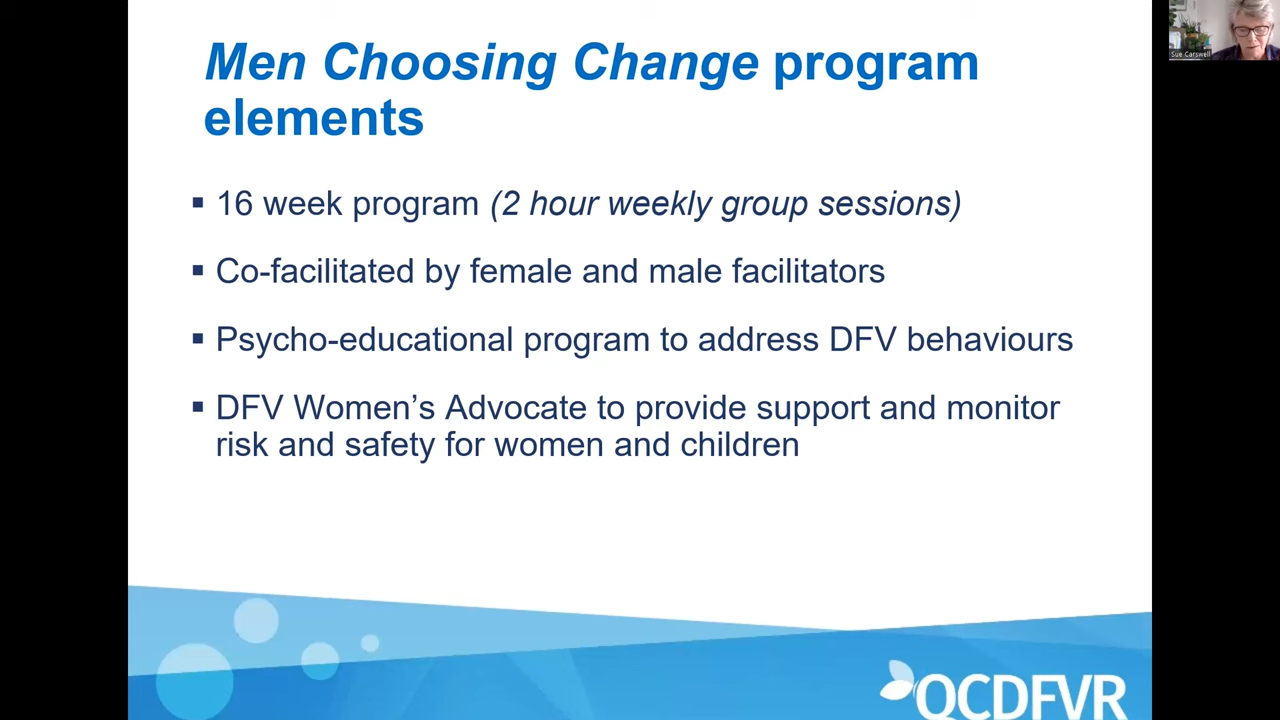 Men Choosing Change program
elements
▪ 16 week program (2 hour weekly group sessions)
▪ Co-facilitated by female and male facilitators
▪ Psycho-educational program to address DFV behaviours
▪ DFV Women's Advocate to provide support and monitor
risk and safety for women and children
QCDFVR
Sue Carswell